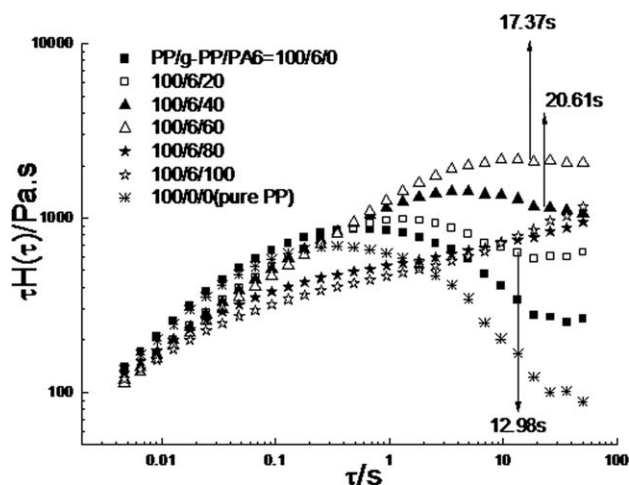 17.37s
10000
PP/g-PP/PA6=100/6/0
100/6/20
100/6/40
20.61s
100/6/60
100/6/80
100/6/100
100/0/0(pure PP)
1000
τH(τ)/Pa.s
100
12.98s
0.01 0.1 1 10 100
τ/s